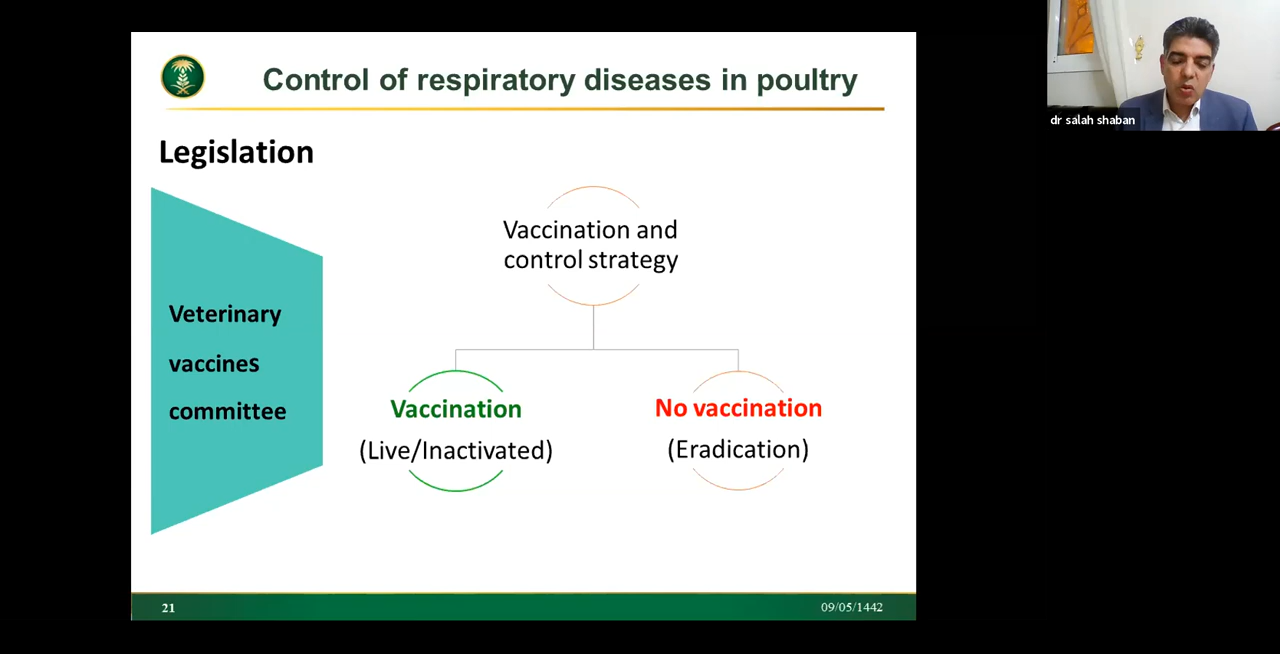 Control of respiratory diseases in poultry
Legislation
Veterinary
vaccines
committee
Vaccination and
control strategy
Vaccination
(Live/Inactivated)
No vaccination
(Eradication)
21
09/05/1442
dr salah shaban